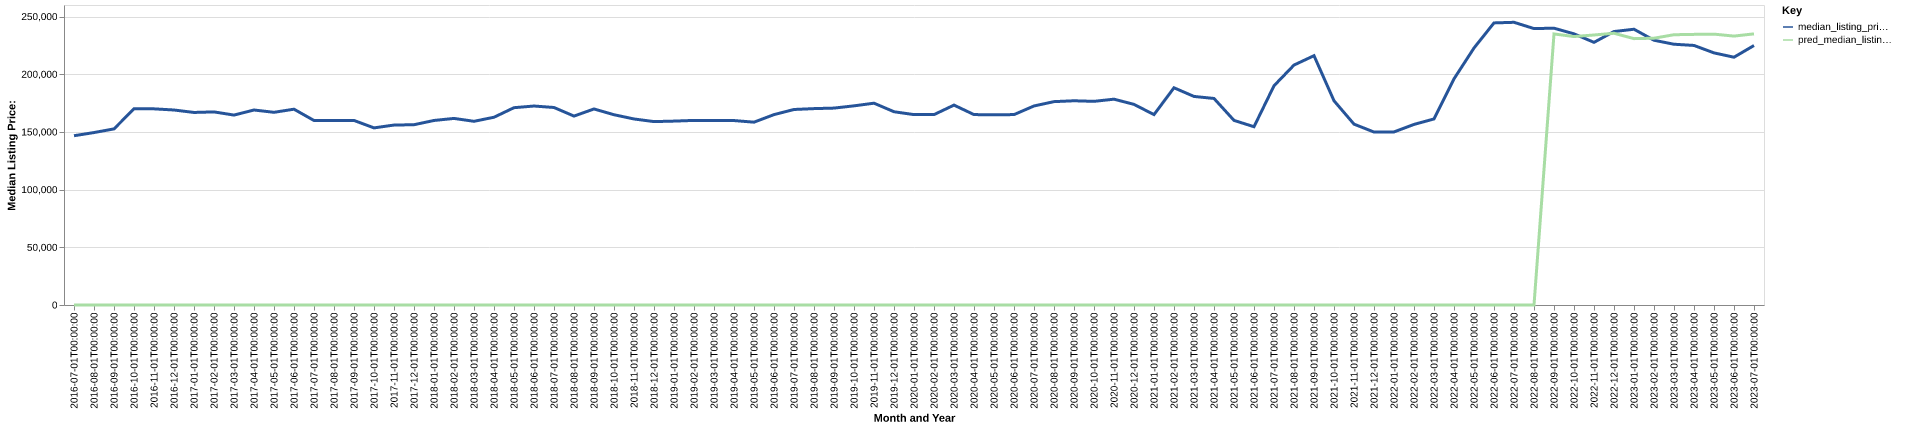 Median Listing Price:
250,000
200,000
150,000
100,000
50,000
0
2016-07-01T00:00:00
2016-08-01T00:00:00
2016-09-01T00:00:00
2016-10-01T00:00:00
2016-11-01T00:00:00
2016-12-01T00:00:00
2017-01-01T00:00:00
2017-02-01T00:00:00
2017-03-01T00:00:00
2017-04-01T00:00:00
2017-05-01T00:00:00
2017-06-01T00:00:00
2017-07-01T00:00:00
2017-08-01T00:00:00
2017-09-01T00:00:00
2017-10-01T00:00:00
2017-11-01T00:00:00
2017-12-01T00:00:00
2018-01-01T00:00:00
2018-02-01T00:00:00
2018-03-01T00:00:00
2018-04-01T00:00:00
2018-05-01T00:00:00
2018-06-01T00:00:00
2018-07-01T00:00:00
2018-08-01T00:00:00
2018-09-01T00:00:00
2018-10-01T00:00:00
2018-11-01T00:00:00
2018-12-01T00:00:00
2019-01-01T00:00:00
2019-02-01T00:00:00
2019-03-01T00:00:00
2019-04-01T00:00:00
2019-05-01T00:00:00
2019-06-01T00:00:00
2019-07-01T00:00:00
2019-08-01T00:00:00
2019-09-01T00:00:00
2019-10-01T00:00:00
2019-11-01T00:00:00
2019-12-01T00:00:00
2020-01-01T00:00:00
2020-02-01T00:00:00
2020-03-01T00:00:00
2020-04-01T00:00:00
2020-05-01T00:00:00
2020-06-01T00:00:00
2020-07-01T00:00:00
2020-08-01T00:00:00
2020-09-01T00:00:00
2020-10-01T00:00:00
2020-11-01T00:00:00
2020-12-01T00:00:00
2021-01-01T00:00:00
2021-02-01T00:00:00
2021-03-01T00:00:00
2021-04-01T00:00:00
2021-05-01T00:00:00
2021-06-01T00:00:00
2021-07-01T00:00:00
2021-08-01T00:00:00
2021-09-01T00:00:00
2021-10-01T00:00:00
2021-11-01T00:00:00
2021-12-01T00:00:00
2022-01-01T00:00:00
2022-02-01T00:00:00
2022-03-01T00:00:00
2022-04-01T00:00:00
2022-05-01T00:00:00
2022-06-01T00:00:00
2022-07-01T00:00:00
2022-08-01T00:00:00
2022-09-01T00:00:00
2022-10-01T00:00:00
2022-11-01T00:00:00
2022-12-01T00:00:00
2023-01-01T00:00:00
2023-02-01T00:00:00
2023-03-01T00:00:00
2023-04-01T00:00:00
2023-05-01T00:00:00
2023-06-01T00:00:00
2023-07-01T00:00:00
Month and Year
Key
median_listing_pri…
pred_median_listin…